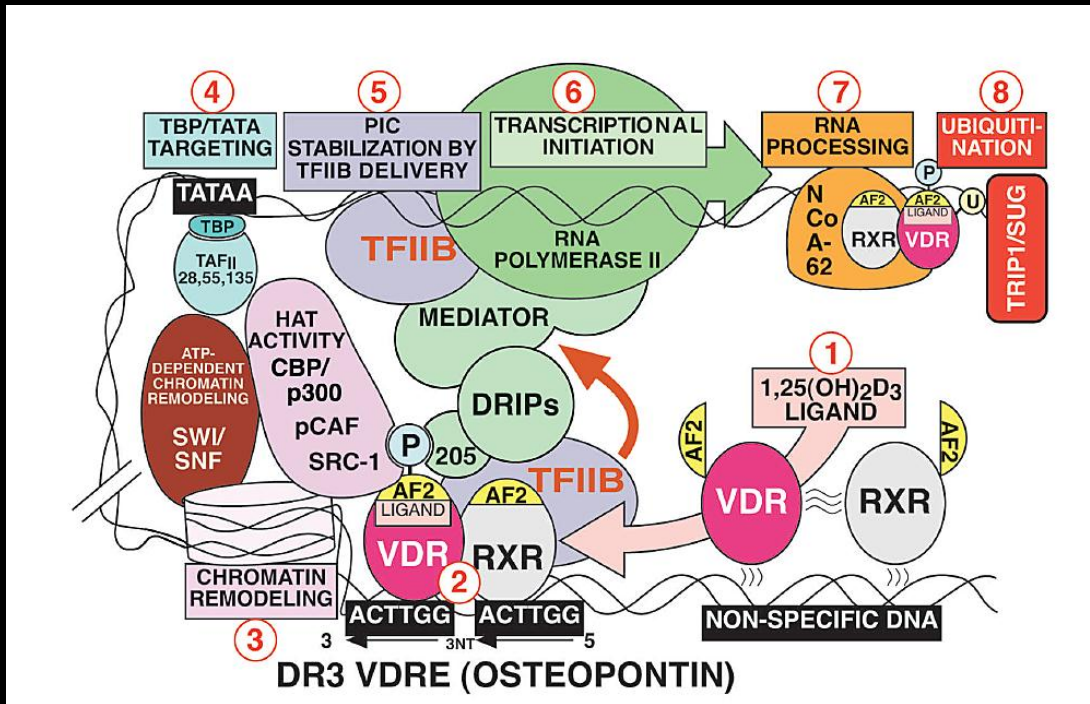 4
TBP/TATA
TARGETING
5
PIC
STABILIZATION BY
TFIIB DELIVERY
6
TRANSCRIPTIONAL
INITIATION
7
RNA
PROCESSING
8
UBIQUITI-
NATION
TATAA
TBP
TAFII
28,55,135
TFIIB
RNA
POLYMERASE II
N
Co
A-
62
AF2
RXR
P
AF2
LIGAND
VDR
U
TRIP1/SUG
HAT
ACTIVITY
CBP/
p300
pCAF
SRC-1
ATP-
DEPENDENT
CHROMATIN
REMODELING
SWI/
SNF
MEDIATOR
DRIPs
205
P
TFIIB
AF2
LIGAND
VDR
AF2
RXR
1
1,25(OH)2D3
LIGAND
AF2
VDR
AF2
RXR
CHROMATIN
REMODELING
3
2
ACTTGG
ACTTGG
3
3NT
5
NON-SPECIFIC DNA
DR3 VDRE (OSTEOPONTIN)